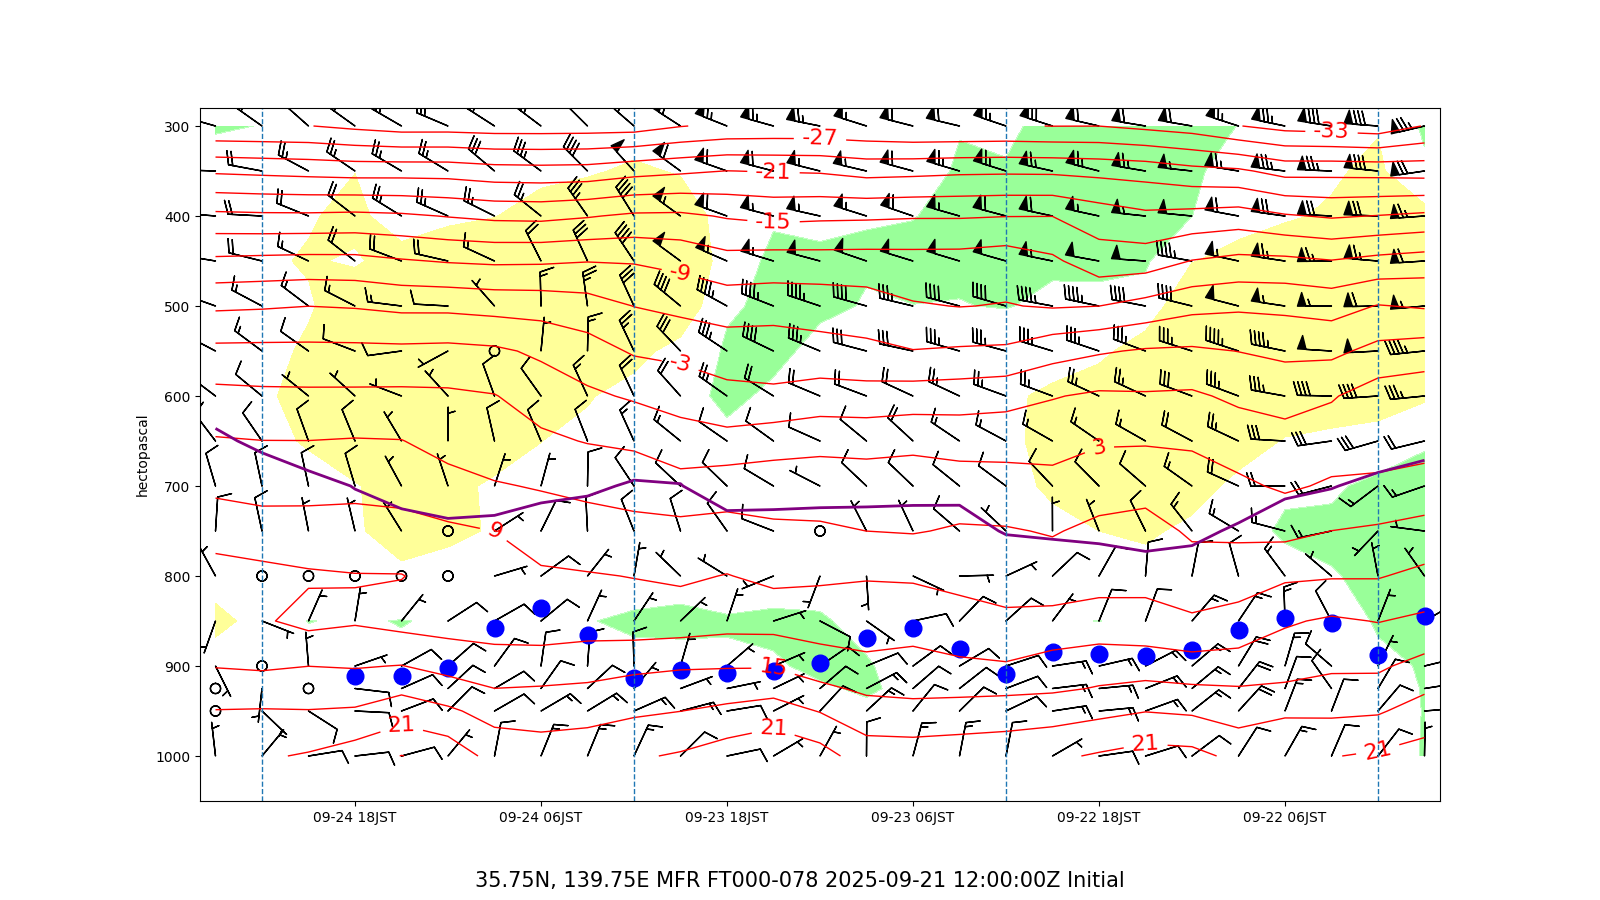 300
400
500
600
700
800
900
1000
hectopascal
-27
-33
-21
-15
-9
-3
3
9
15
21
21
21
21
09-24 18JST
09-24 06JST
09-23 18JST
09-23 06JST
09-22 18JST
09-22 06JST
35.75N, 139.75E MFR FT000-078 2025-09-21 12:00:00Z Initial